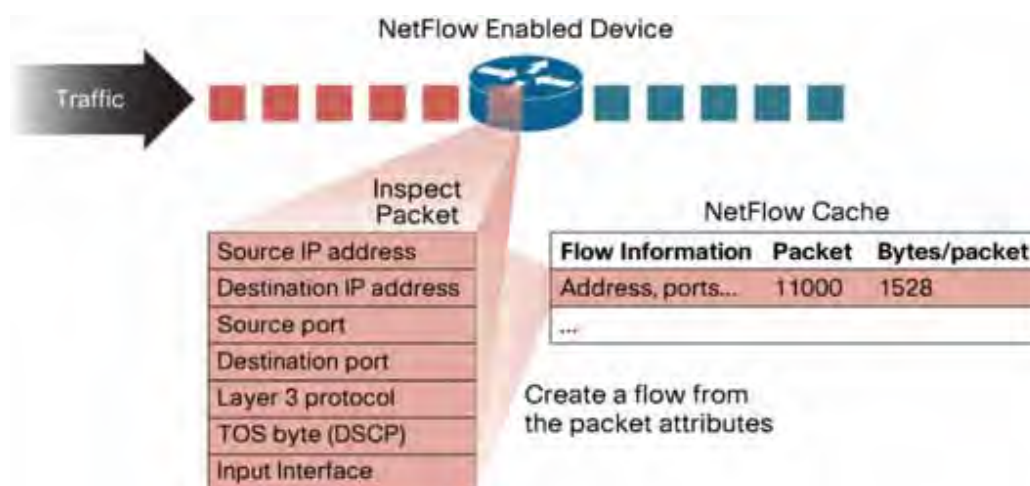 NetFlow Enabled Device
Traffic
Inspect
Packet
Source IP address
Destination IP address
Source port
Destination port
Layer 3 protocol
TOS byte (DSCP)
Input Interface
NetFlow Cache
Flow Information Packet Bytes/packet
Address, ports... 11000 1528
...
Create a flow from
the packet attributes